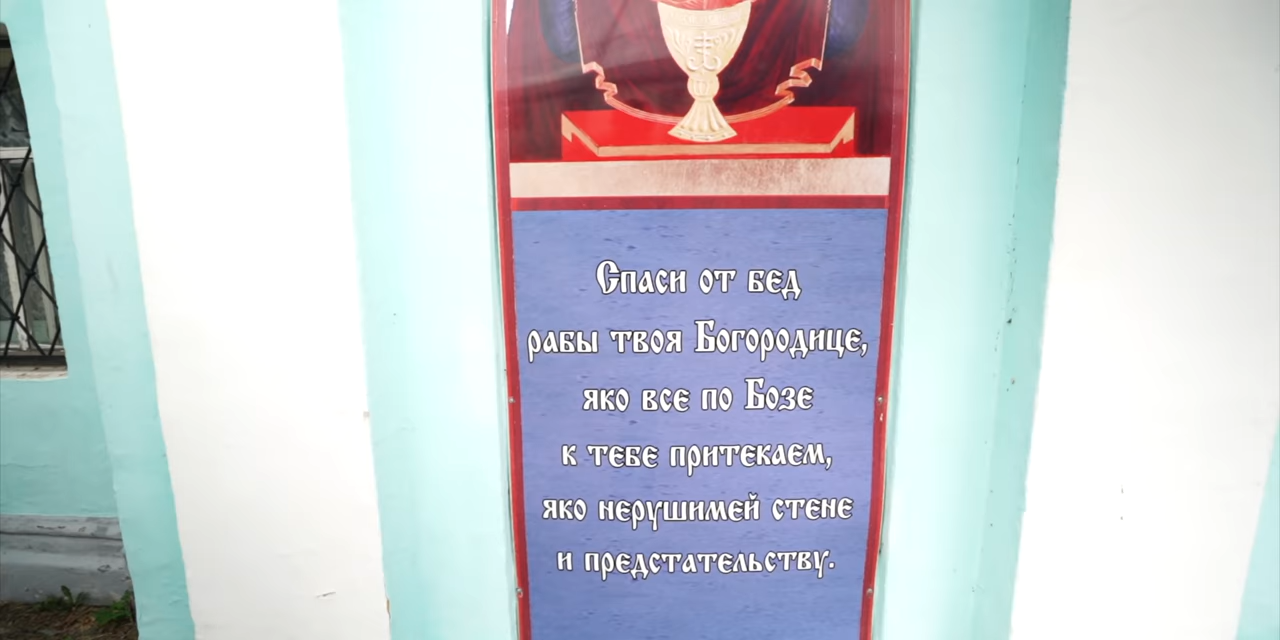 Спаси от бед
рабы твоя Богородице,
яко все по Бозе
к тебе притекаем,
яко нерушимей стене
и предстательству.